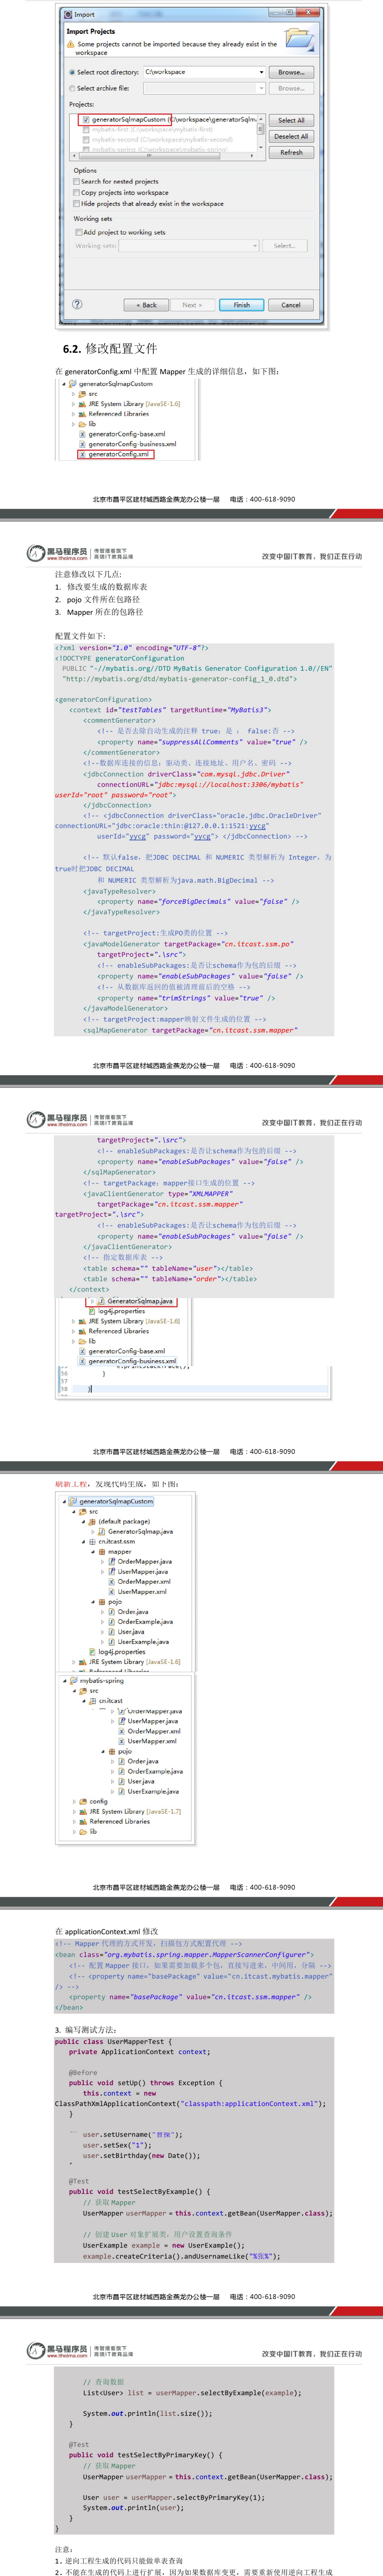 Import
Import Projects
Some projects cannot be imported because they already exist in the
workspace
Select root directory: C:\workspace Browse...
Select archive file: Browse...
Projects:
generatorSqlmapCustom (C:\workspace\generatorSqlm
mybatis-first (C:\workspace\mybatis-first)
mybatis-second (C:\workspace\mybatis-second)
Select All
Deselect All
Refresh
Options
Search for nested projects
Copy projects into workspace
Hide projects that already exist in the workspace
Working sets
Add project to working sets
Working sets: Select...
< Back Next > Finish Cancel
6.2. 修改配置文件
在 generatorConfig.xml 中配置 Mapper 生成的详细信息，如下图：
generatorSqlmapCustom
src
JRE System Library [JavaSE-1.6]
Referenced Libraries
lib
generatorConfig-base.xml
generatorConfig-business.xml
generatorConfig.xml
北京市昌平区建材城西路金燕龙办公楼一层 电话：400-618-9090
黑马程序员 传智播客旗下
www.itheima.com 高端IT教育品牌
改变中国IT教育，我们正在行动
注意修改以下几点:
1. 修改要生成的数据库表
2. pojo 文件所在包路径
3. Mapper 所在的包路径
配置文件如下:
<?xml version="1.0" encoding="UTF-8"?>
<!DOCTYPE generatorConfiguration
PUBLIC "-//mybatis.org//DTD MyBatis Generator Configuration 1.0//EN"
"http://mybatis.org/dtd/mybatis-generator-config_1_0.dtd">
<generatorConfiguration>
<context id="testTables" targetRuntime="MyBatis3">
<commentGenerator>
<!-- 是否去除自动生成的注释 true：是 ： false:否 -->
<property name="suppressAllComments" value="true" />
</commentGenerator>
<!--数据库连接的信息：驱动类、连接地址、用户名、密码 -->
<jdbcConnection driverClass="com.mysql.jdbc.Driver"
connectionURL="jdbc:mysql://localhost:3306/mybatis"
userId="root" password="root">
</jdbcConnection>
<!-- <jdbcConnection driverClass="oracle.jdbc.OracleDriver"
connectionURL="jdbc:oracle:thin:@127.0.0.1:1521:yycg"
userId="yycg" password="yycg"> </jdbcConnection> -->
<!-- 默认false，把JDBC DECIMAL 和 NUMERIC 类型解析为 Integer，为
true时把JDBC DECIMAL
和 NUMERIC 类型解析为java.math.BigDecimal -->
<javaTypeResolver>
<property name="forceBigDecimals" value="false" />
</javaTypeResolver>
<!-- targetProject:生成PO类的位置 -->
<javaModelGenerator targetPackage="cn.itcast.ssm.po"
targetProject=".\src">
<!-- enableSubPackages:是否让schema作为包的后缀 -->
<property name="enableSubPackages" value="false" />
<!-- 从数据库返回的值被清理前后的空格 -->
<property name="trimStrings" value="true" />
</javaModelGenerator>
<!-- targetProject:mapper映射文件生成的位置 -->
<sqlMapGenerator targetPackage="cn.itcast.ssm.mapper"
北京市昌平区建材城西路金燕龙办公楼一层 电话：400-618-9090
黑马程序员 传智播客旗下
www.itheima.com 高端IT教育品牌
改变中国IT教育，我们正在行动
targetProject=".\src">
<!-- enableSubPackages:是否让schema作为包的后缀 -->
<property name="enableSubPackages" value="false" />
</sqlMapGenerator>
<!-- targetPackage：mapper接口生成的位置 -->
<javaClientGenerator type="XMLMAPPER"
targetPackage="cn.itcast.ssm.mapper"
targetProject=".\src">
<!-- enableSubPackages:是否让schema作为包的后缀 -->
<property name="enableSubPackages" value="false" />
</javaClientGenerator>
<!-- 指定数据库表 -->
<table schema="" tableName="user"></table>
<table schema="" tableName="order"></table>
</context>
GeneratorSqlmap.java
log4j.properties
JRE System Library [JavaSE-1.6]
Referenced Libraries
lib
generatorConfig-base.xml
generatorConfig-business.xml
36 }
37
38 }
北京市昌平区建材城西路金燕龙办公楼一层 电话：400-618-9090
刷新工程，发现代码生成，如下图：
generatorSqlmapCustom
src
(default package)
GeneratorSqlmap.java
cn.itcast.ssm
mapper
OrderMapper.java
UserMapper.java
OrderMapper.xml
UserMapper.xml
pojo
Order.java
OrderExample.java
User.java
UserExample.java
log4j.properties
JRE System Library [JavaSE-1.6]
mybatis-spring
src
cn.itcast
OrderMapper.java
UserMapper.java
OrderMapper.xml
UserMapper.xml
pojo
Order.java
OrderExample.java
User.java
UserExample.java
config
JRE System Library [JavaSE-1.7]
Referenced Libraries
lib
北京市昌平区建材城西路金燕龙办公楼一层 电话：400-618-9090
在 applicationContext.xml 修改
<!-- Mapper 代理的方式开发，扫描包方式配置代理 -->
<bean class="org.mybatis.spring.mapper.MapperScannerConfigurer">
<!-- 配置 Mapper 接口，如果需要加载多个包，直接写进来，中间用，分隔 -->
<!-- <property name="basePackage" value="cn.itcast.mybatis.mapper"
/> -->
<property name="basePackage" value="cn.itcast.ssm.mapper" />
</bean>
3. 编写测试方法：
public class UserMapperTest {
private ApplicationContext context;
@Before
public void setUp() throws Exception {
this.context = new
ClassPathXmlApplicationContext("classpath:applicationContext.xml");
}
user.setUsername("曹操");
user.setSex("1");
user.setBirthday(new Date());
@Test
public void testSelectByExample() {
// 获取 Mapper
UserMapper userMapper = this.context.getBean(UserMapper.class);
// 创建 User 对象扩展类，用户设置查询条件
UserExample example = new UserExample();
example.createCriteria().andUsernameLike("%张%");
北京市昌平区建材城西路金燕龙办公楼一层 电话：400-618-9090
黑马程序员 传智播客旗下
www.itheima.com 高端IT教育品牌
改变中国IT教育，我们正在行动
// 查询数据
List<User> list = userMapper.selectByExample(example);
System.out.println(list.size());
}
@Test
public void testSelectByPrimaryKey() {
// 获取 Mapper
UserMapper userMapper = this.context.getBean(UserMapper.class);
User user = userMapper.selectByPrimaryKey(1);
System.out.println(user);
}
}
注意：
1．逆向工程生成的代码只能做单表查询
2．不能在生成的代码上进行扩展，因为如果数据库变更，需要重新使用逆向工程生成